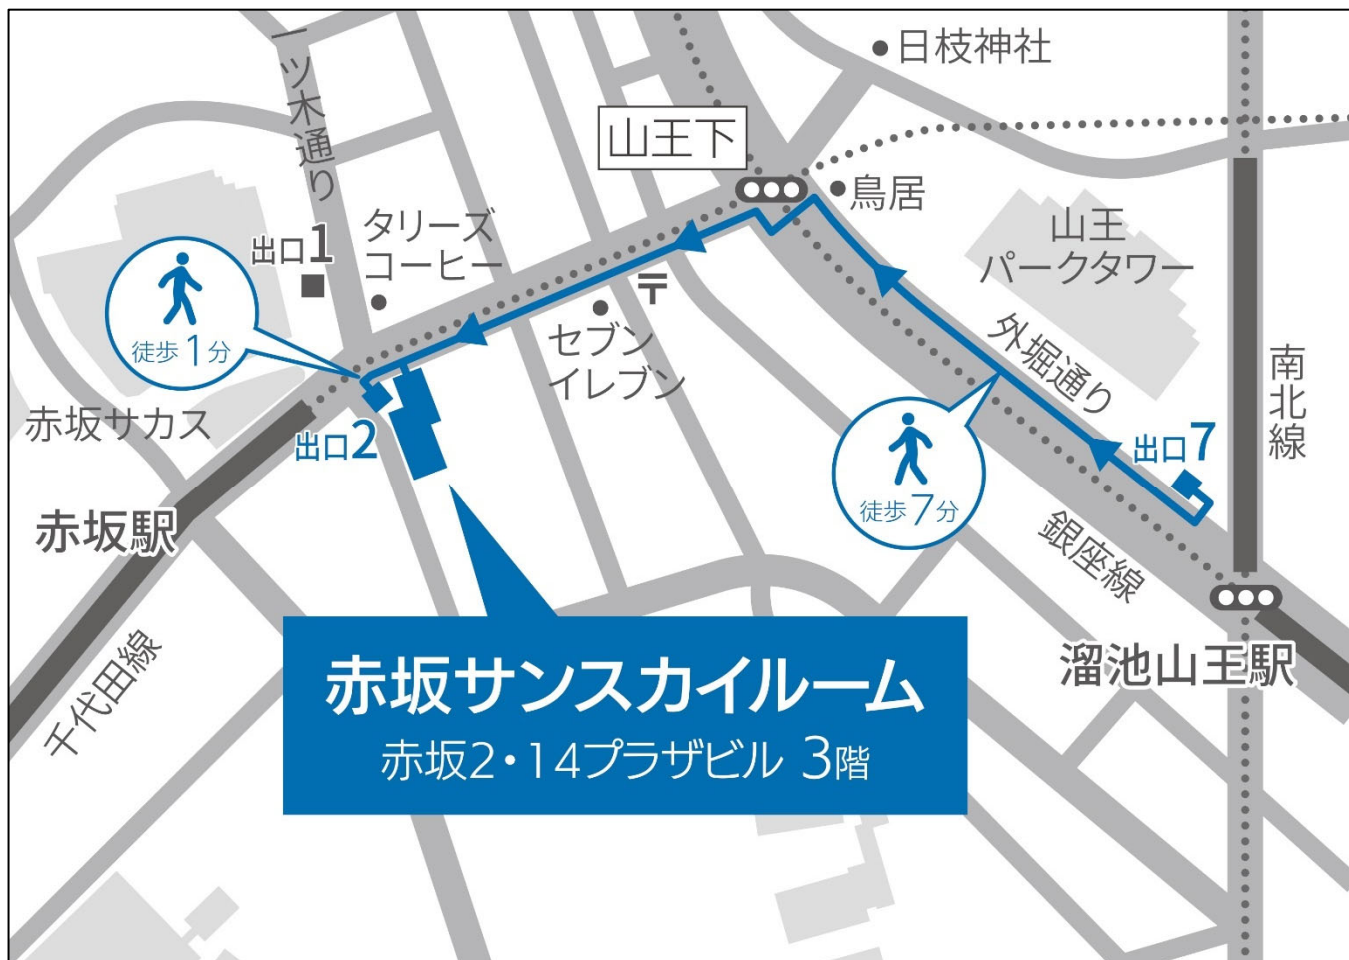 一ツ木通り
日枝神社
山王下
鳥居
出口1
タリーズ
コーヒー
山王
パークタワー
〒
徒歩1分
セブン
イレブン
外堀通り
南北線
赤坂サカス
出口2
徒歩7分
出口7
赤坂駅
銀座線
千代田線
溜池山王駅
赤坂サンスカイルーム
赤坂2・14プラザビル 3階